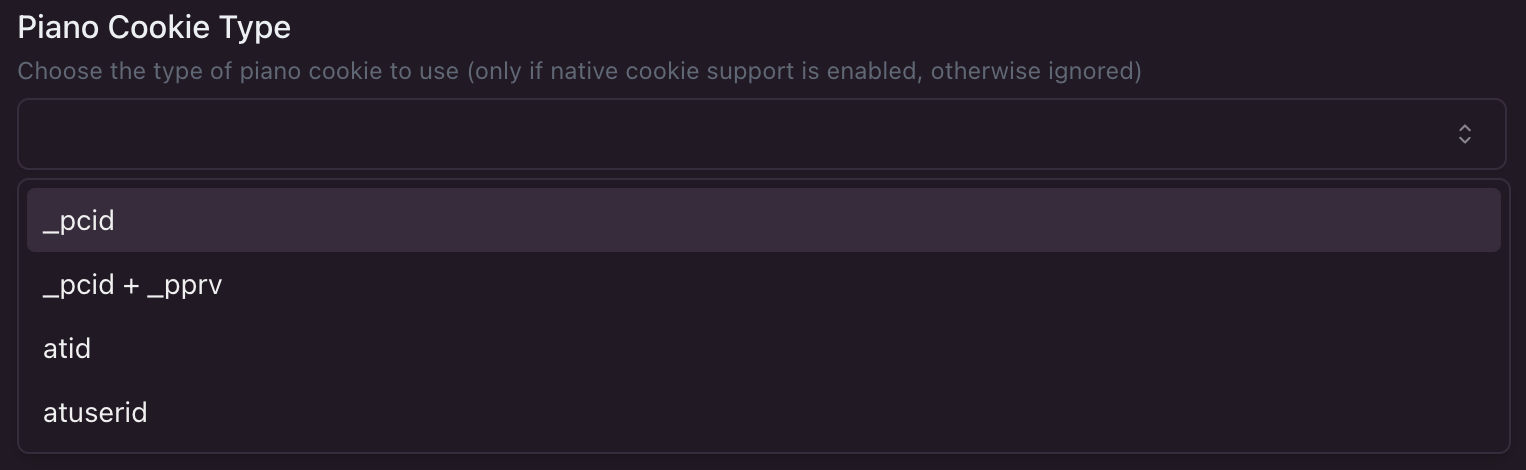 Piano Cookie Type
Choose the type of piano cookie to use (only if native cookie support is enabled, otherwise ignored)
_pcid
_pcid + _pprv
atid
atuserid